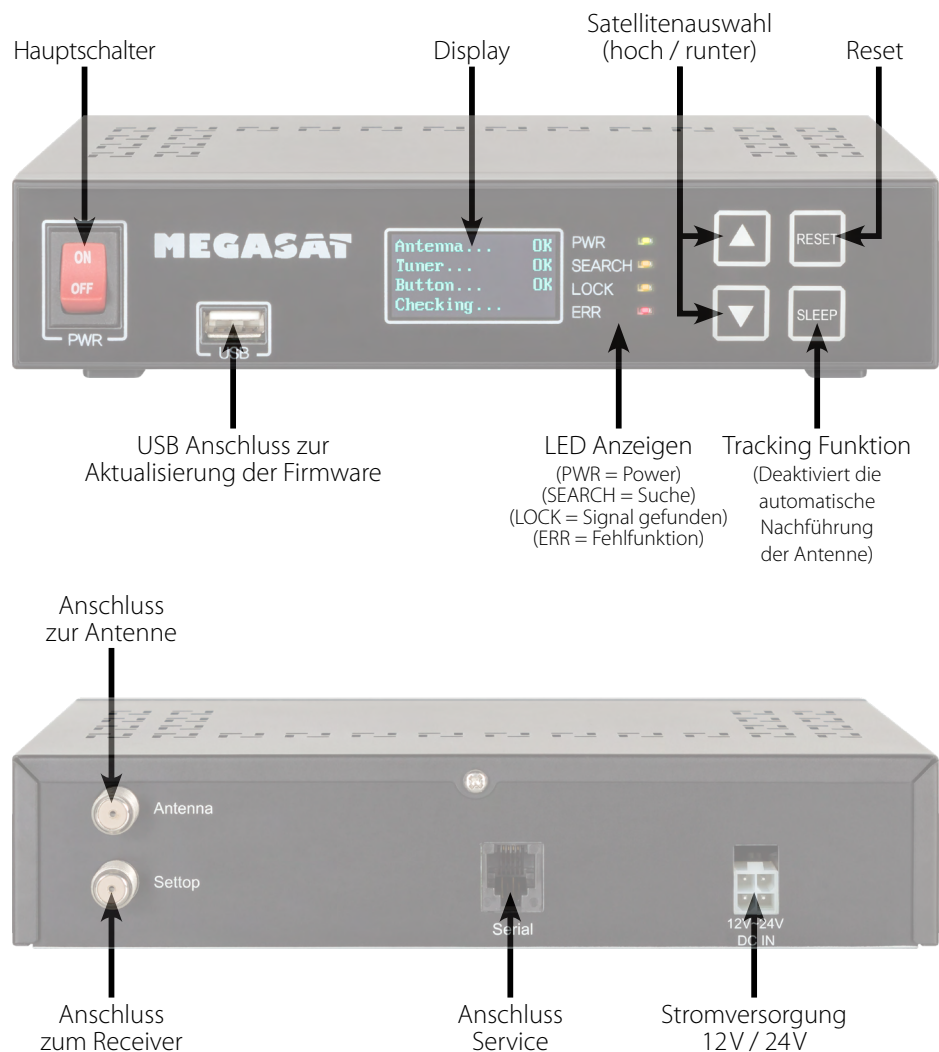 Hauptschalter
Display
Satellitenauswahl
(hoch / runter)
Reset
ON
OFF
PWR
MEGASAT
USB
Antenna... OK
Tuner... OK
Button... OK
Checking...
PWR
SEARCH
LOCK
ERR
RESET
SLEEP
USB Anschluss zur
Aktualisierung der Firmware
LED Anzeigen
(PWR = Power)
(SEARCH = Suche)
(LOCK = Signal gefunden)
(ERR = Fehlfunktion)
Tracking Funktion
(Deaktiviert die
automatische
Nachführung
der Antenne)
Anschluss
zur Antenne
Antenna
Settop
Serial
12V~24V
DC IN
Anschluss
zum Receiver
Anschluss
Service
Stromversorgung
12V / 24V